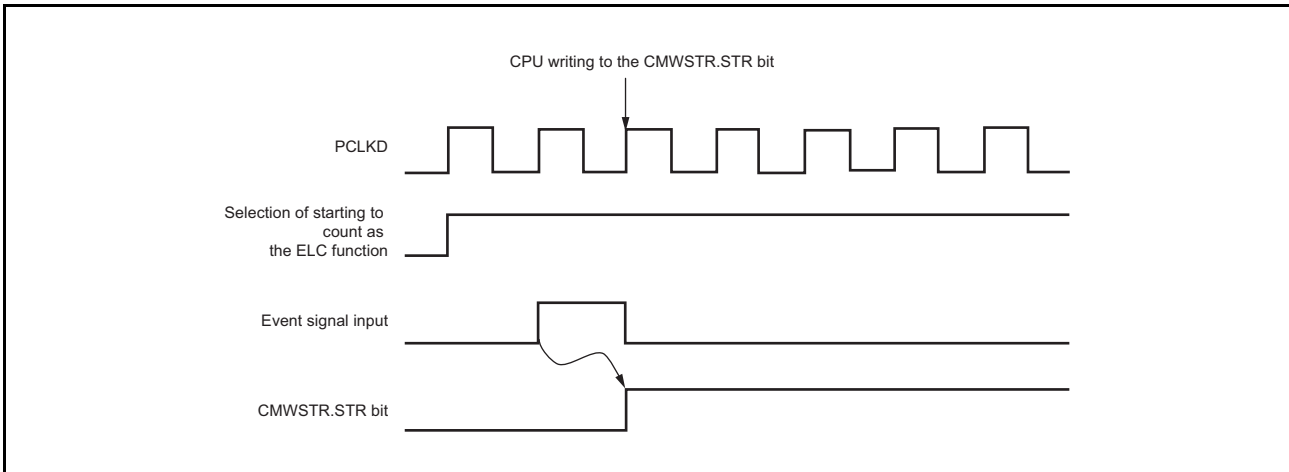 CPU writing to the CMWSTR.STR bit
PCLKD
Selection of starting to
count as
the ELC function
Event signal input
CMWSTR.STR bit